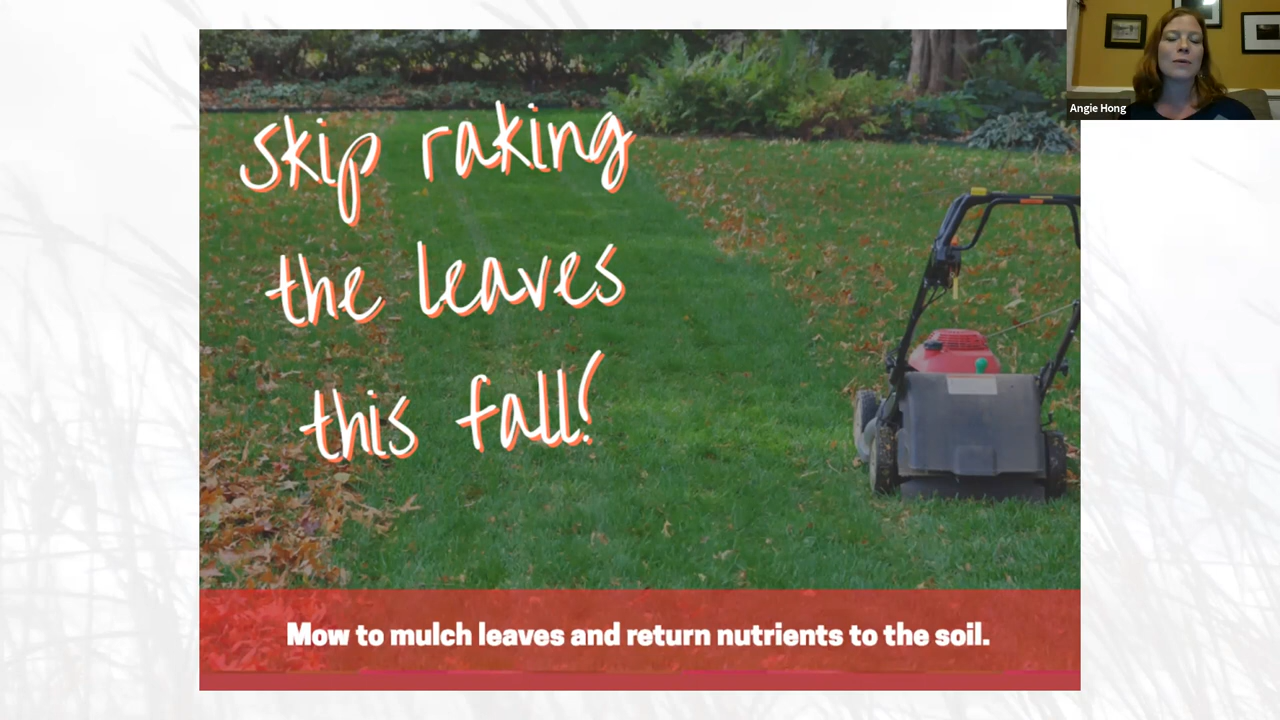 skip raking
the leaves
this fall!
Mow to mulch leaves and return nutrients to the soil.
Angie Hong